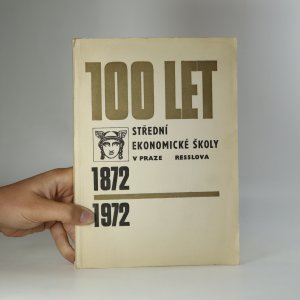 100 LET
STŘEDNÍ
EKONOMICKÉ ŠKOLY
V PRAZE RESSLOVA
1872
1972